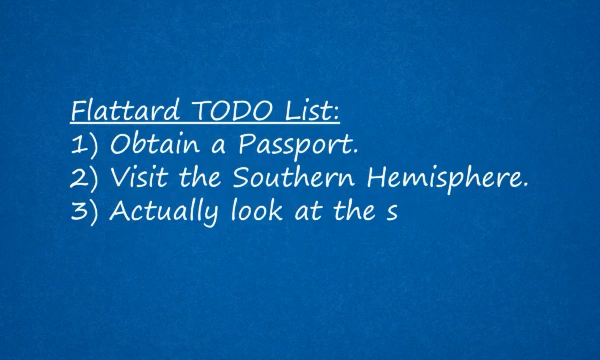 Flattard TODO List:
1) Obtain a Passport.
2) Visit the Southern Hemisphere.
3) Actually look at the s